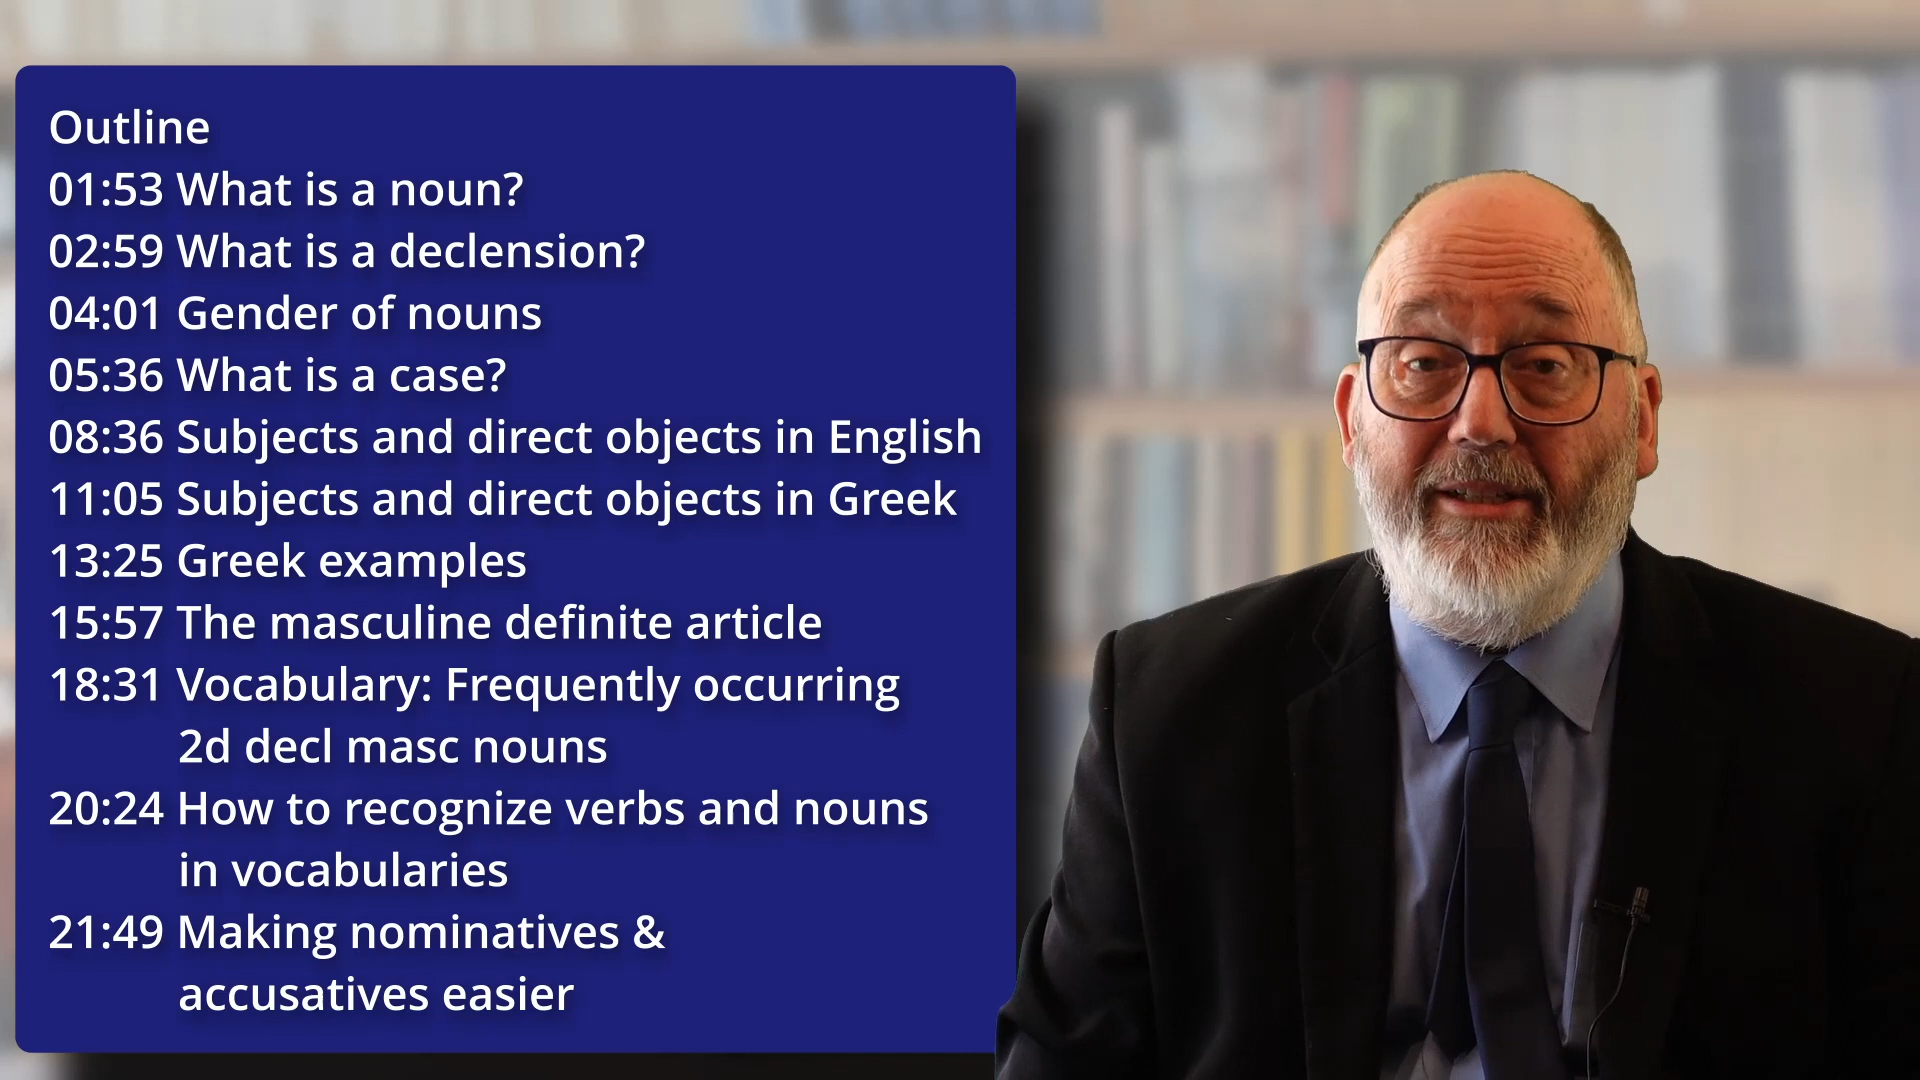 Outline
01:53 What is a noun?
02:59 What is a declension?
04:01 Gender of nouns
05:36 What is a case?
08:36 Subjects and direct objects in English
11:05 Subjects and direct objects in Greek
13:25 Greek examples
15:57 The masculine definite article
18:31 Vocabulary: Frequently occurring
2d decl masc nouns
20:24 How to recognize verbs and nouns
in vocabularies
21:49 Making nominatives &
accusatives easier